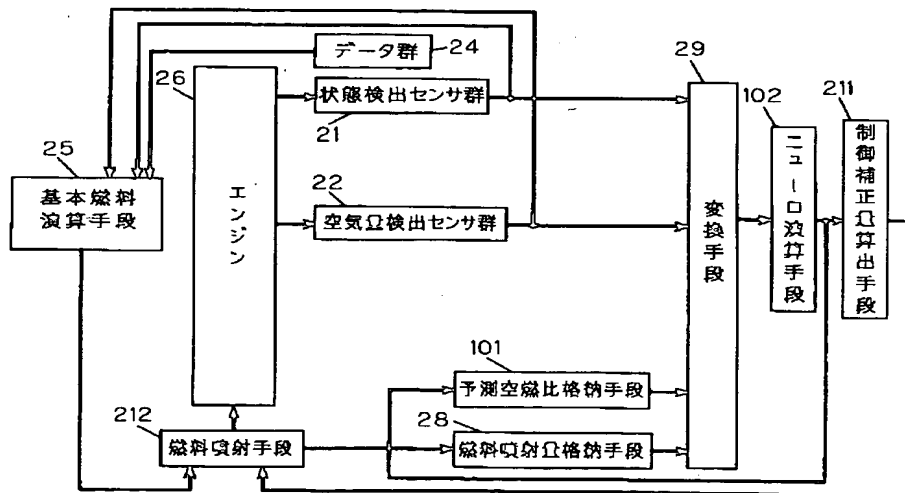 データ群
24
29
26
状態検出センサ群
21
102
211
25
基本燃料
演算手段
エンジン
22
空気量検出センサ群
変換手段
ニューロ演算手段
制御補正量算出手段
101
予測空燃比格納手段
28
212
燃料噴射手段
燃料噴射量格納手段